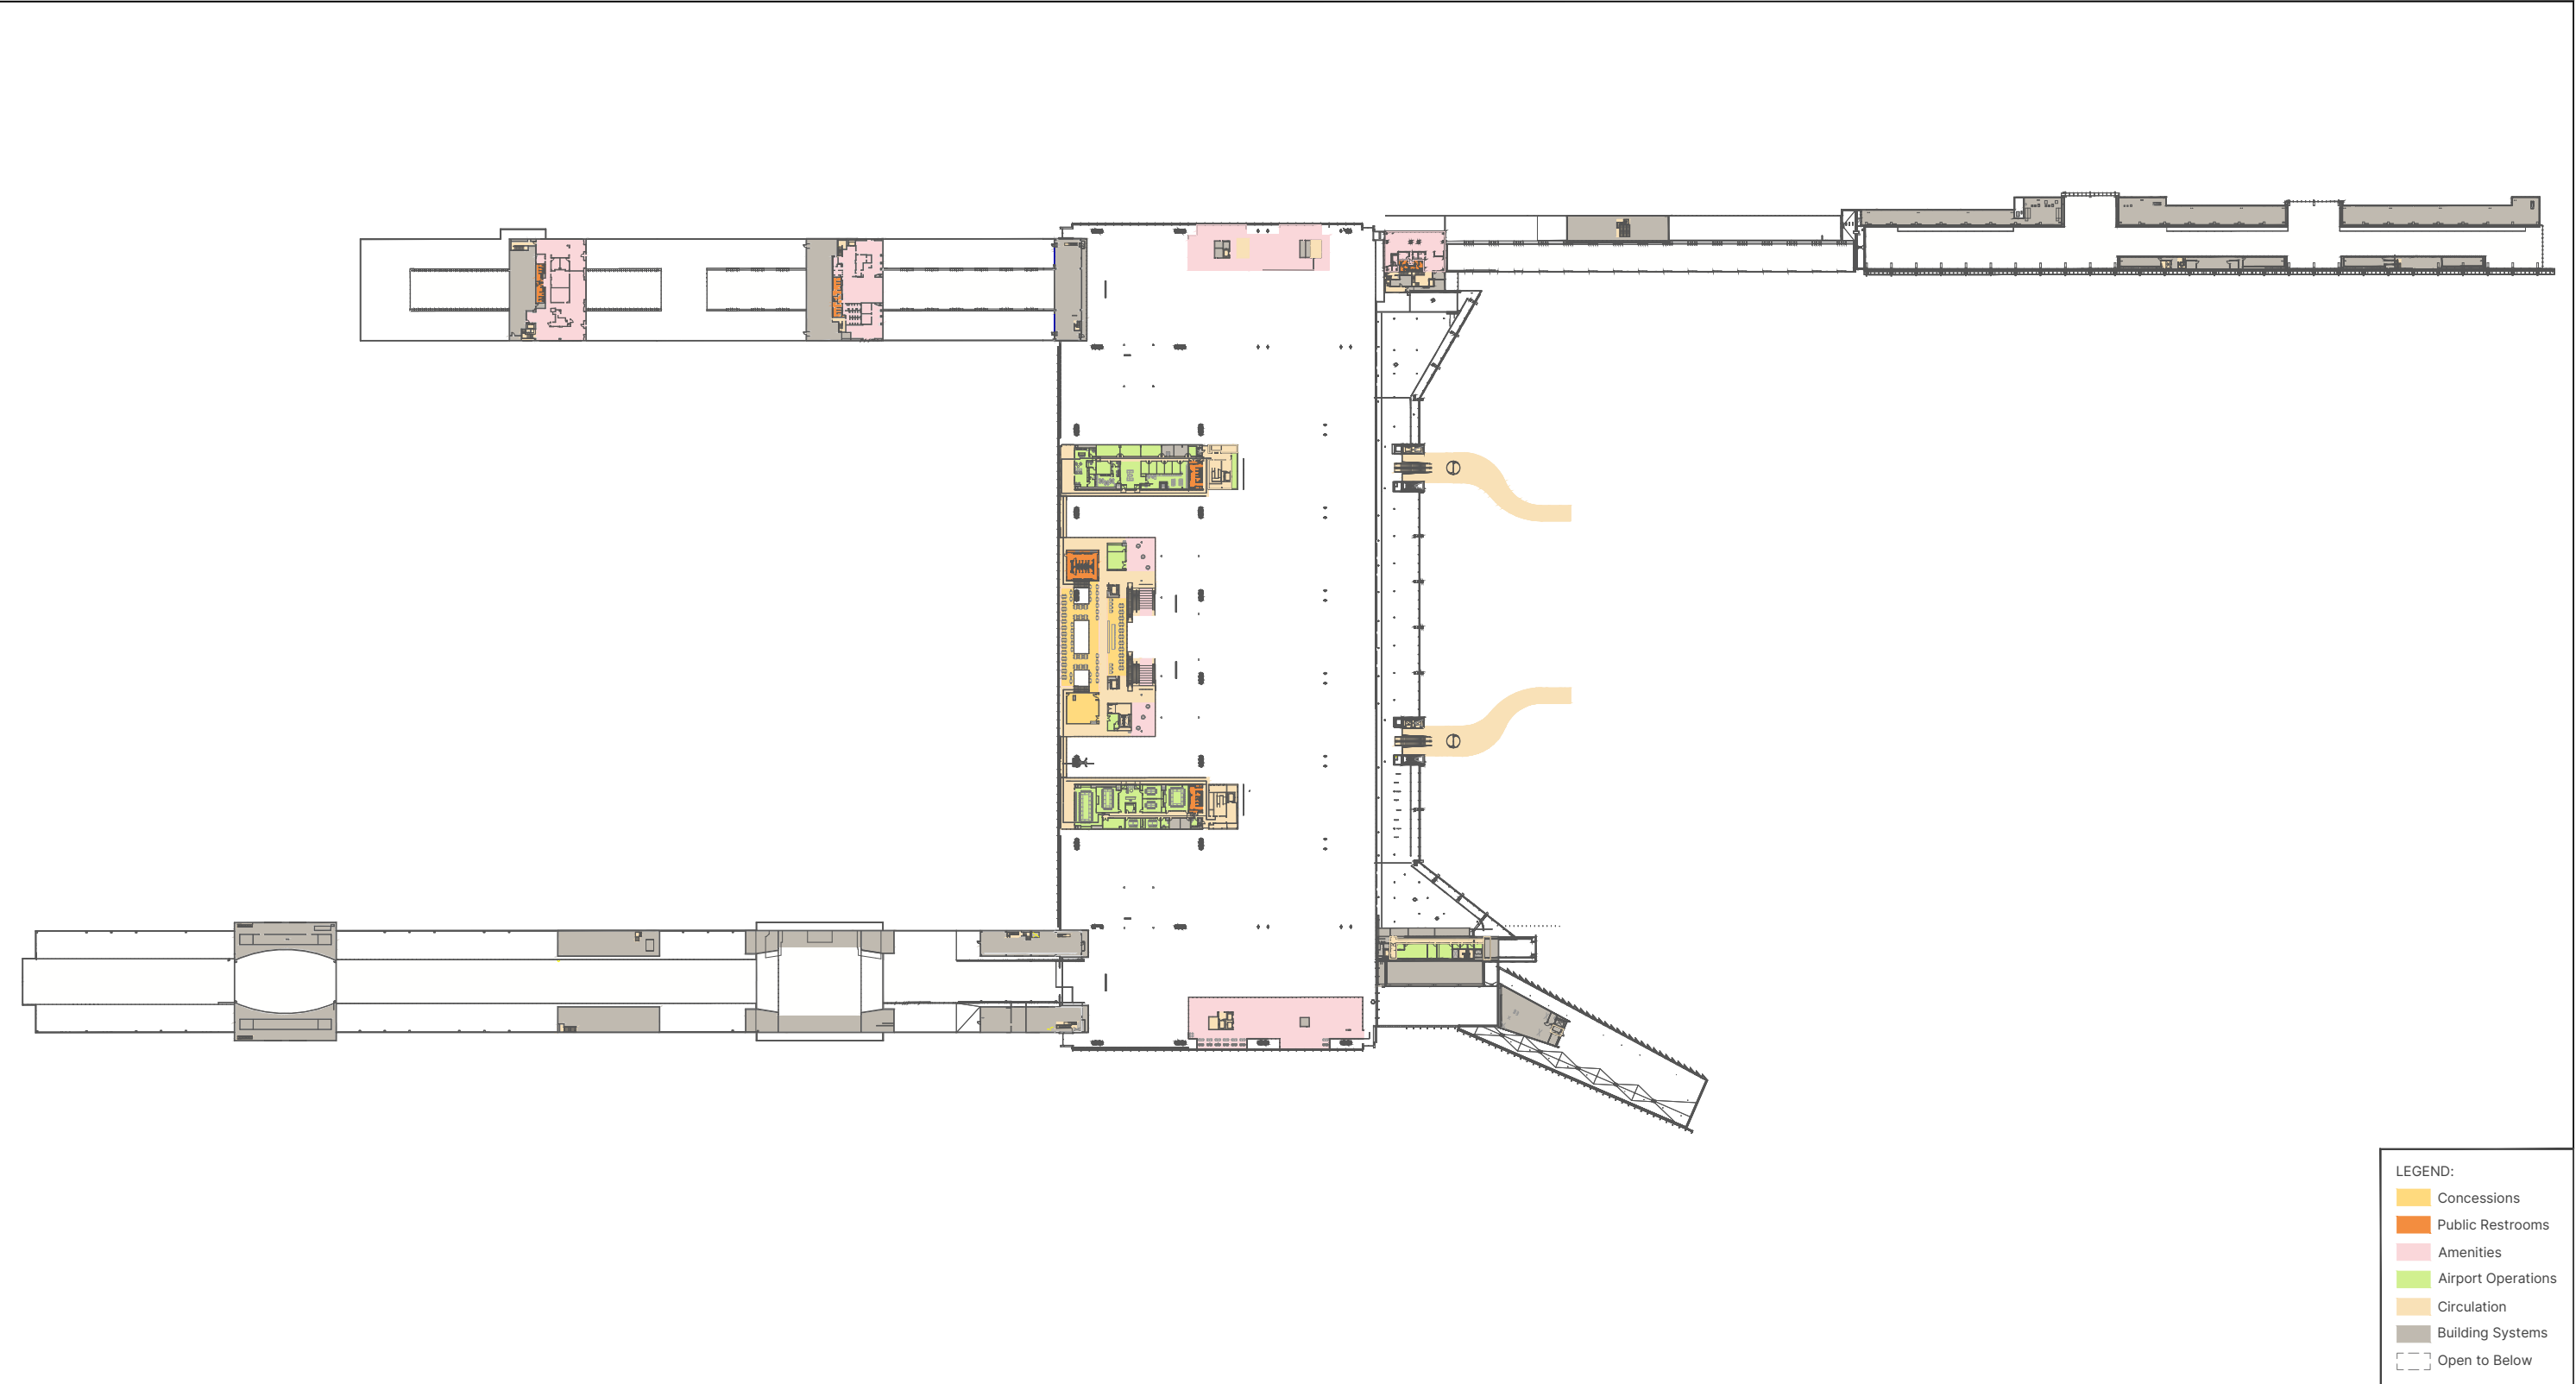 LEGEND:
Concessions
Public Restrooms
Amenities
Airport Operations
Circulation
Building Systems
Open to Below